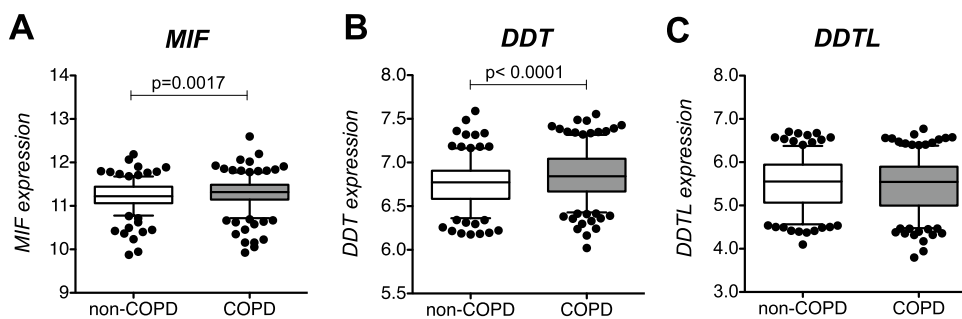 A
MIF
MIF expression
14
13
12
11
10
9
p=0.0017
non-COPD
COPD
B
DDT
DDT expression
8.0
7.5
7.0
6.5
6.0
5.5
p< 0.0001
non-COPD
COPD
C
DDTL
DDTL expression
8.0
7.0
6.0
5.0
4.0
3.0
non-COPD
COPD